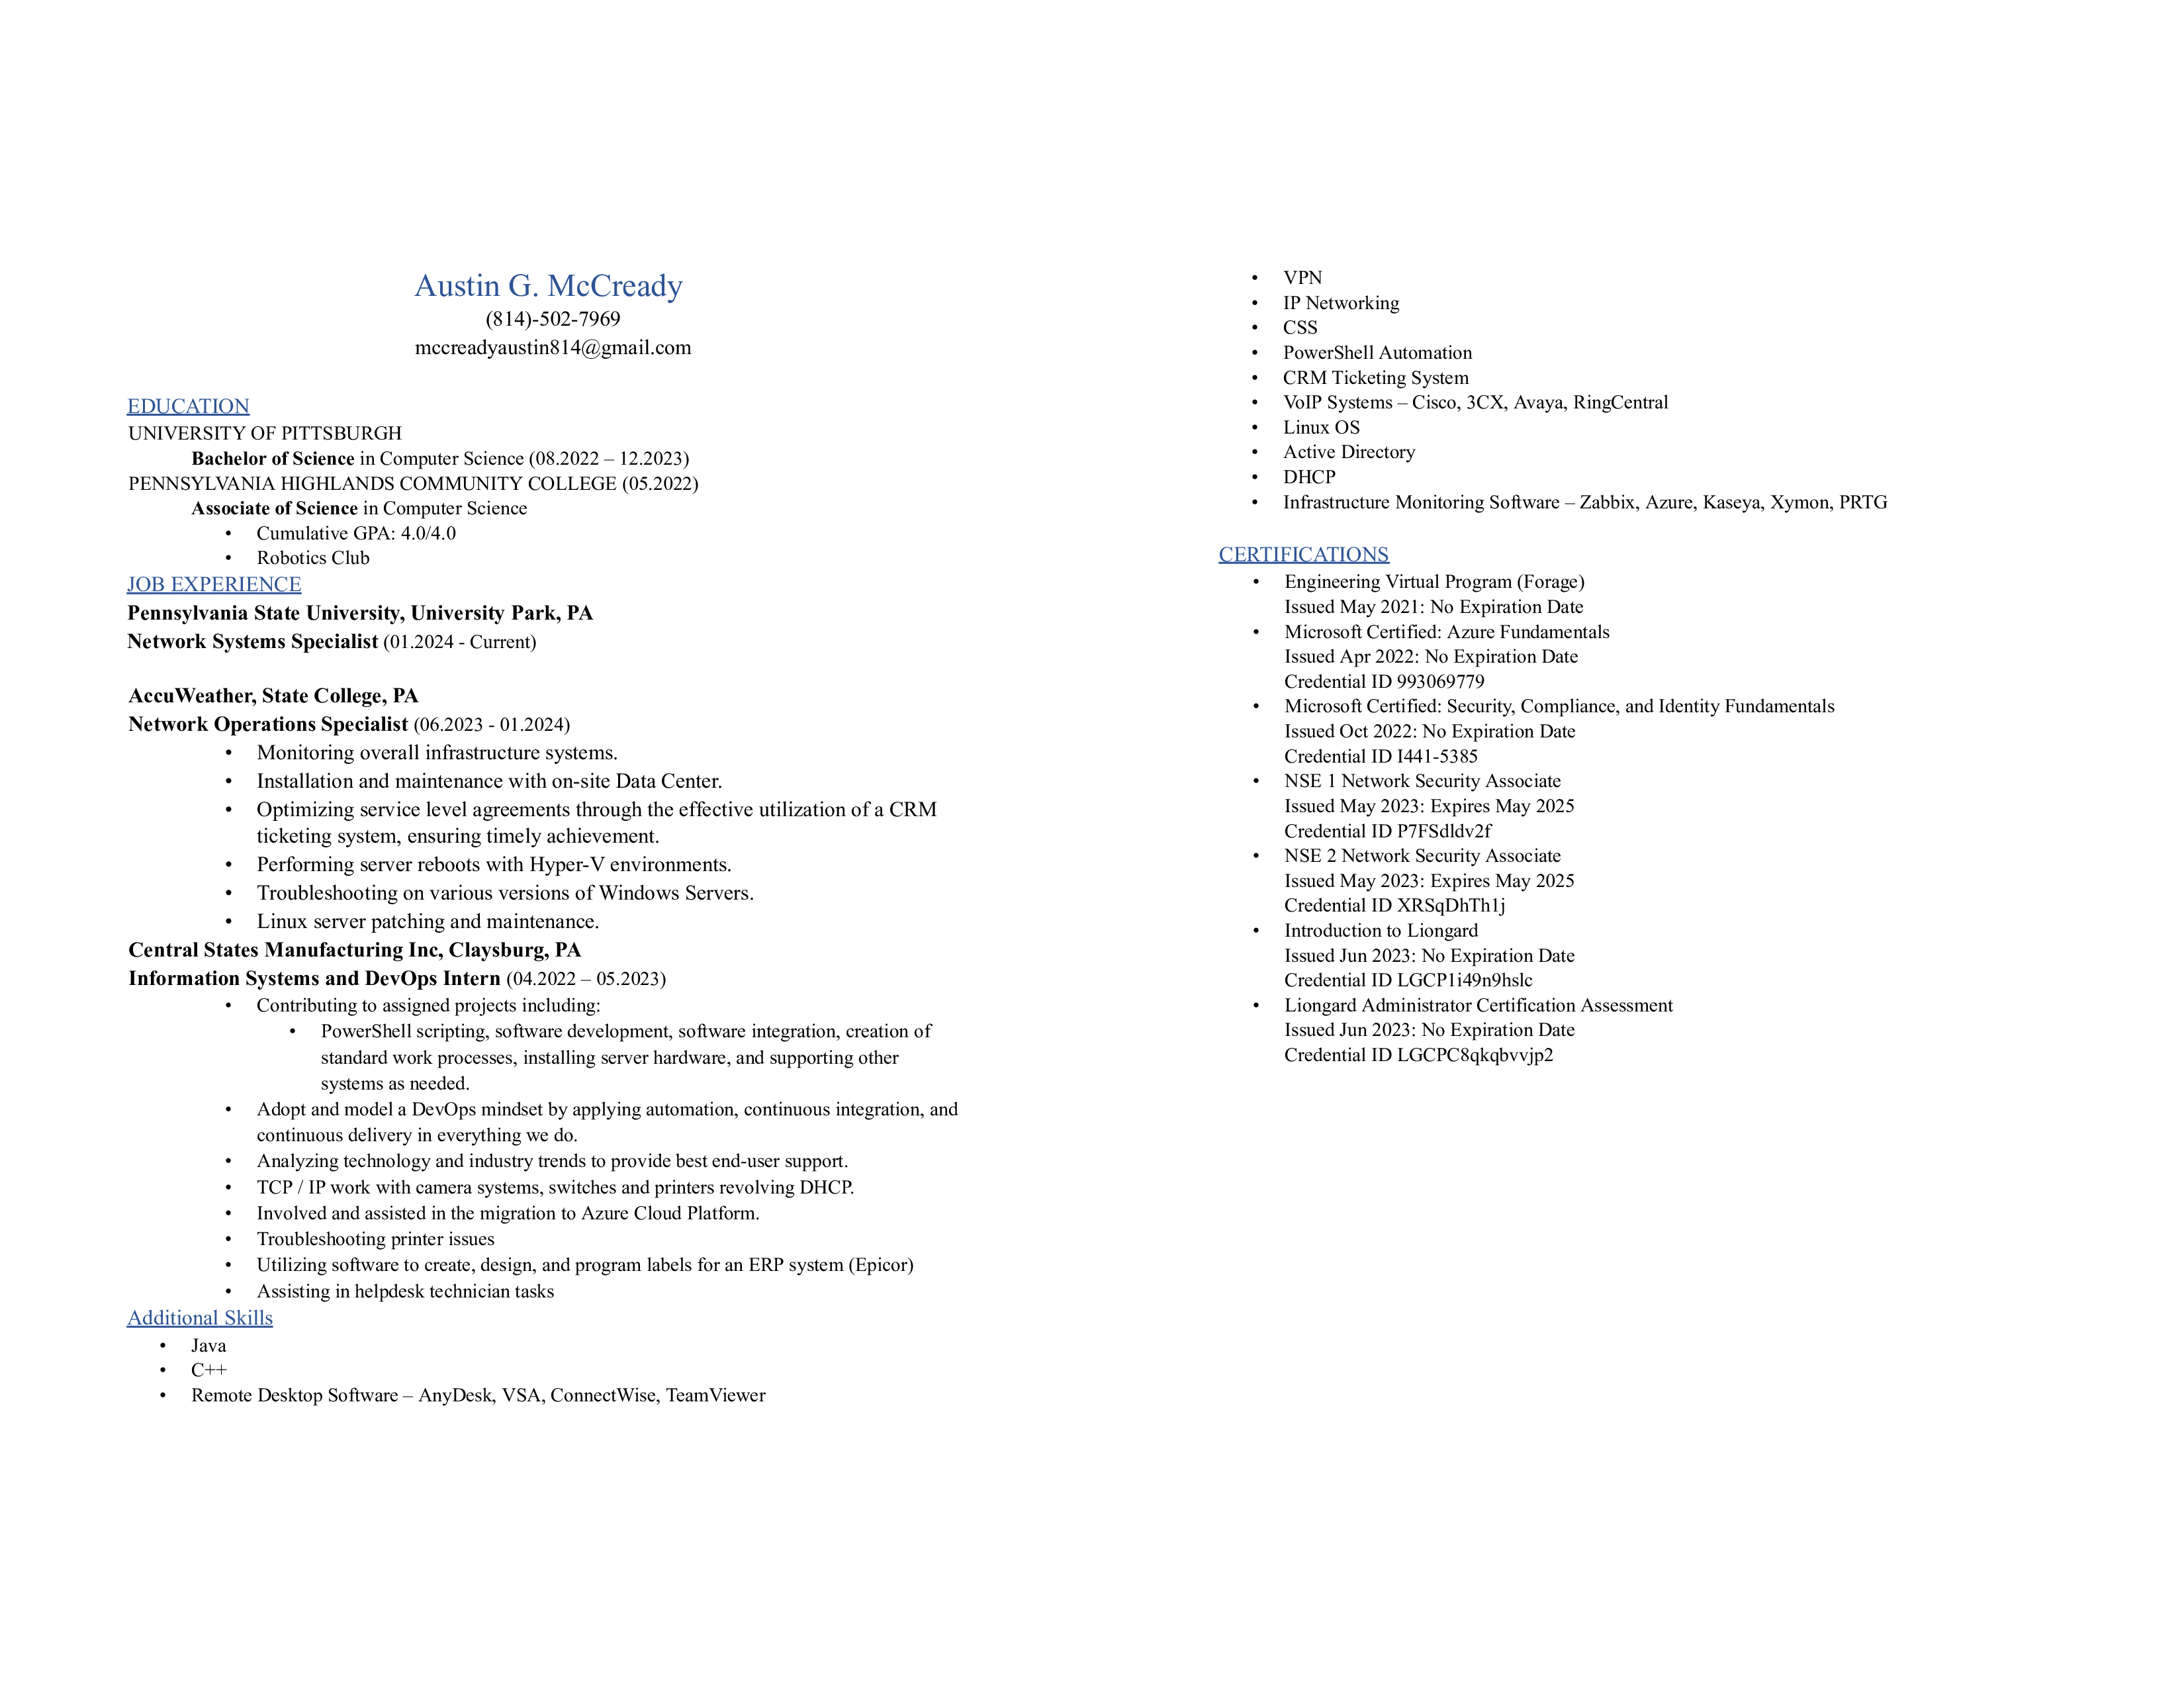 Austin G. McCready
(814)-502-7969
mccreadyaustin814@gmail.com
EDUCATION
UNIVERSITY OF PITTSBURGH
Bachelor of Science in Computer Science (08.2022 – 12.2023)
PENNSYLVANIA HIGHLANDS COMMUNITY COLLEGE (05.2022)
Associate of Science in Computer Science
• Cumulative GPA: 4.0/4.0
• Robotics Club
JOB EXPERIENCE
Pennsylvania State University, University Park, PA
Network Systems Specialist (01.2024 - Current)
AccuWeather, State College, PA
Network Operations Specialist (06.2023 - 01.2024)
• Monitoring overall infrastructure systems.
• Installation and maintenance with on-site Data Center.
• Optimizing service level agreements through the effective utilization of a CRM
ticketing system, ensuring timely achievement.
• Performing server reboots with Hyper-V environments.
• Troubleshooting on various versions of Windows Servers.
• Linux server patching and maintenance.
Central States Manufacturing Inc, Claysburg, PA
Information Systems and DevOps Intern (04.2022 – 05.2023)
• Contributing to assigned projects including:
• PowerShell scripting, software development, software integration, creation of
standard work processes, installing server hardware, and supporting other
systems as needed.
• Adopt and model a DevOps mindset by applying automation, continuous integration, and
continuous delivery in everything we do.
• Analyzing technology and industry trends to provide best end-user support.
• TCP / IP work with camera systems, switches and printers revolving DHCP.
• Involved and assisted in the migration to Azure Cloud Platform.
• Troubleshooting printer issues
• Utilizing software to create, design, and program labels for an ERP system (Epicor)
• Assisting in helpdesk technician tasks
Additional Skills
• Java
• C++
• Remote Desktop Software – AnyDesk, VSA, ConnectWise, TeamViewer
• VPN
• IP Networking
• CSS
• PowerShell Automation
• CRM Ticketing System
• VoIP Systems – Cisco, 3CX, Avaya, RingCentral
• Linux OS
• Active Directory
• DHCP
• Infrastructure Monitoring Software – Zabbix, Azure, Kaseya, Xymon, PRTG
CERTIFICATIONS
• Engineering Virtual Program (Forage)
Issued May 2021: No Expiration Date
• Microsoft Certified: Azure Fundamentals
Issued Apr 2022: No Expiration Date
Credential ID 993069779
• Microsoft Certified: Security, Compliance, and Identity Fundamentals
Issued Oct 2022: No Expiration Date
Credential ID I441-5385
• NSE 1 Network Security Associate
Issued May 2023: Expires May 2025
Credential ID P7FSdldv2f
• NSE 2 Network Security Associate
Issued May 2023: Expires May 2025
Credential ID XRSqDhTh1j
• Introduction to Liongard
Issued Jun 2023: No Expiration Date
Credential ID LGCP1i49n9hslc
• Liongard Administrator Certification Assessment
Issued Jun 2023: No Expiration Date
Credential ID LGCPC8qkqbvvjp2